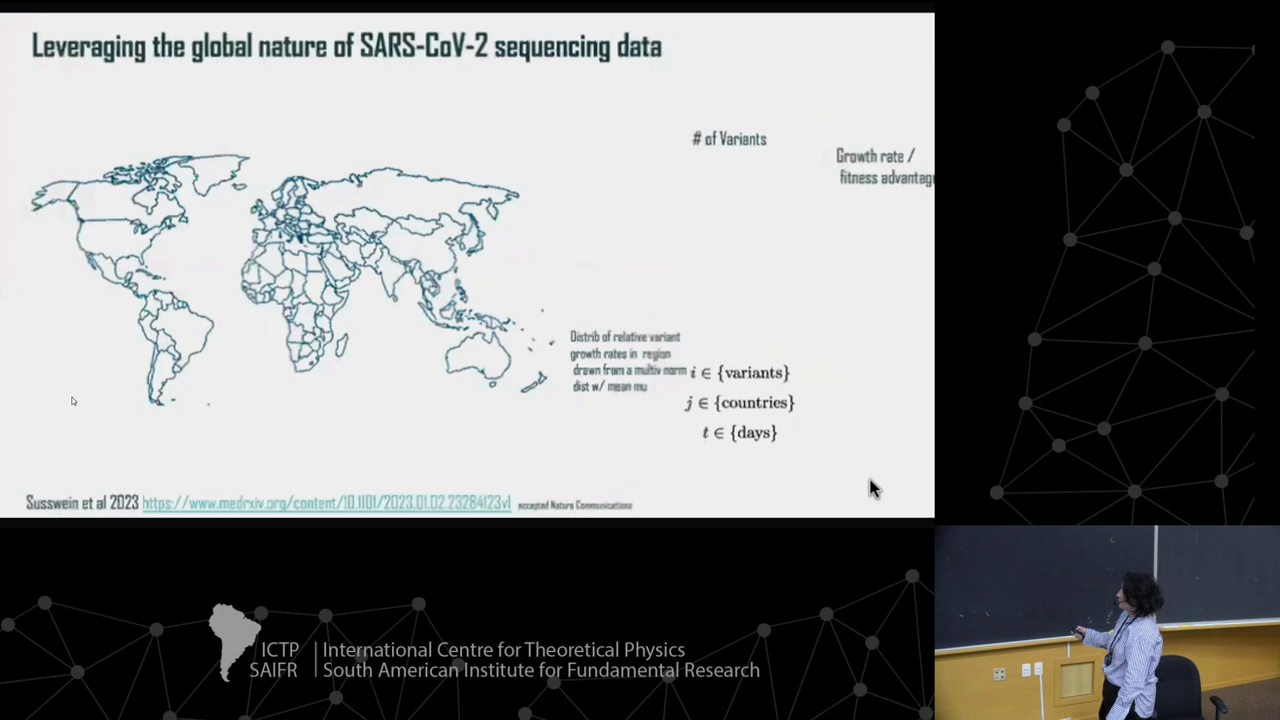 Leveraging the global nature of SARS-CoV-2 sequencing data
# of Variants
Growth rate /
fitness advantag
Distrib of relative variant
growth rates in region
drawn from a multiv norm
dist w/ mean mu
i ∈ {variants}
j ∈ {countries}
t ∈ {days}
Susswein et al 2023 https://www.medrxiv.org/content/10.1101/2023.01.02.23284123v1 accepted Nature Communications
ICTP
SAIFR
International Centre for Theoretical Physics
South American Institute for Fundamental Research